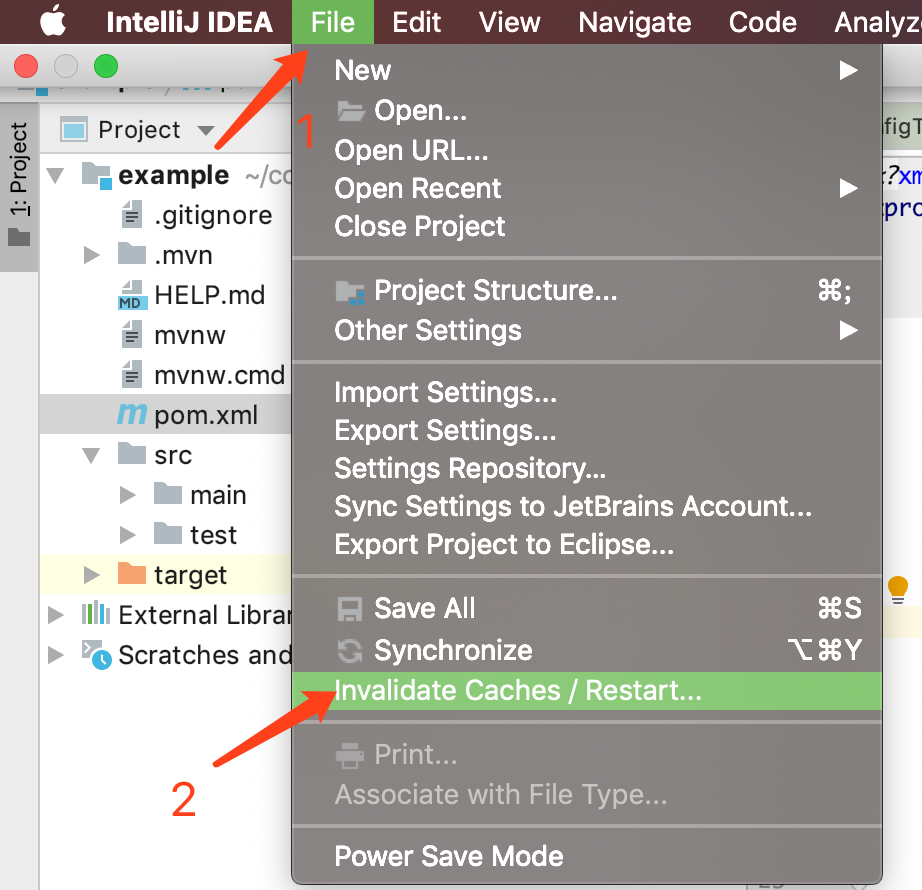 IntelliJ IDEA File Edit View Navigate Code Analyz
Project
1: Project
example ~/co
.gitignore
.mvn
HELP.md
MD
mvnw
mvnw.cmd
m pom.xml
src
main
test
target
External Librar
Scratches and
1
2
New
Open...
Open URL...
Open Recent
Close Project
Project Structure... ⌘;
Other Settings
Import Settings...
Export Settings...
Settings Repository...
Sync Settings to JetBrains Account...
Export Project to Eclipse...
Save All ⌘S
Synchronize ⌥⌘Y
Invalidate Caches / Restart...
Print...
Associate with File Type...
Power Save Mode
figT
?xm
pro